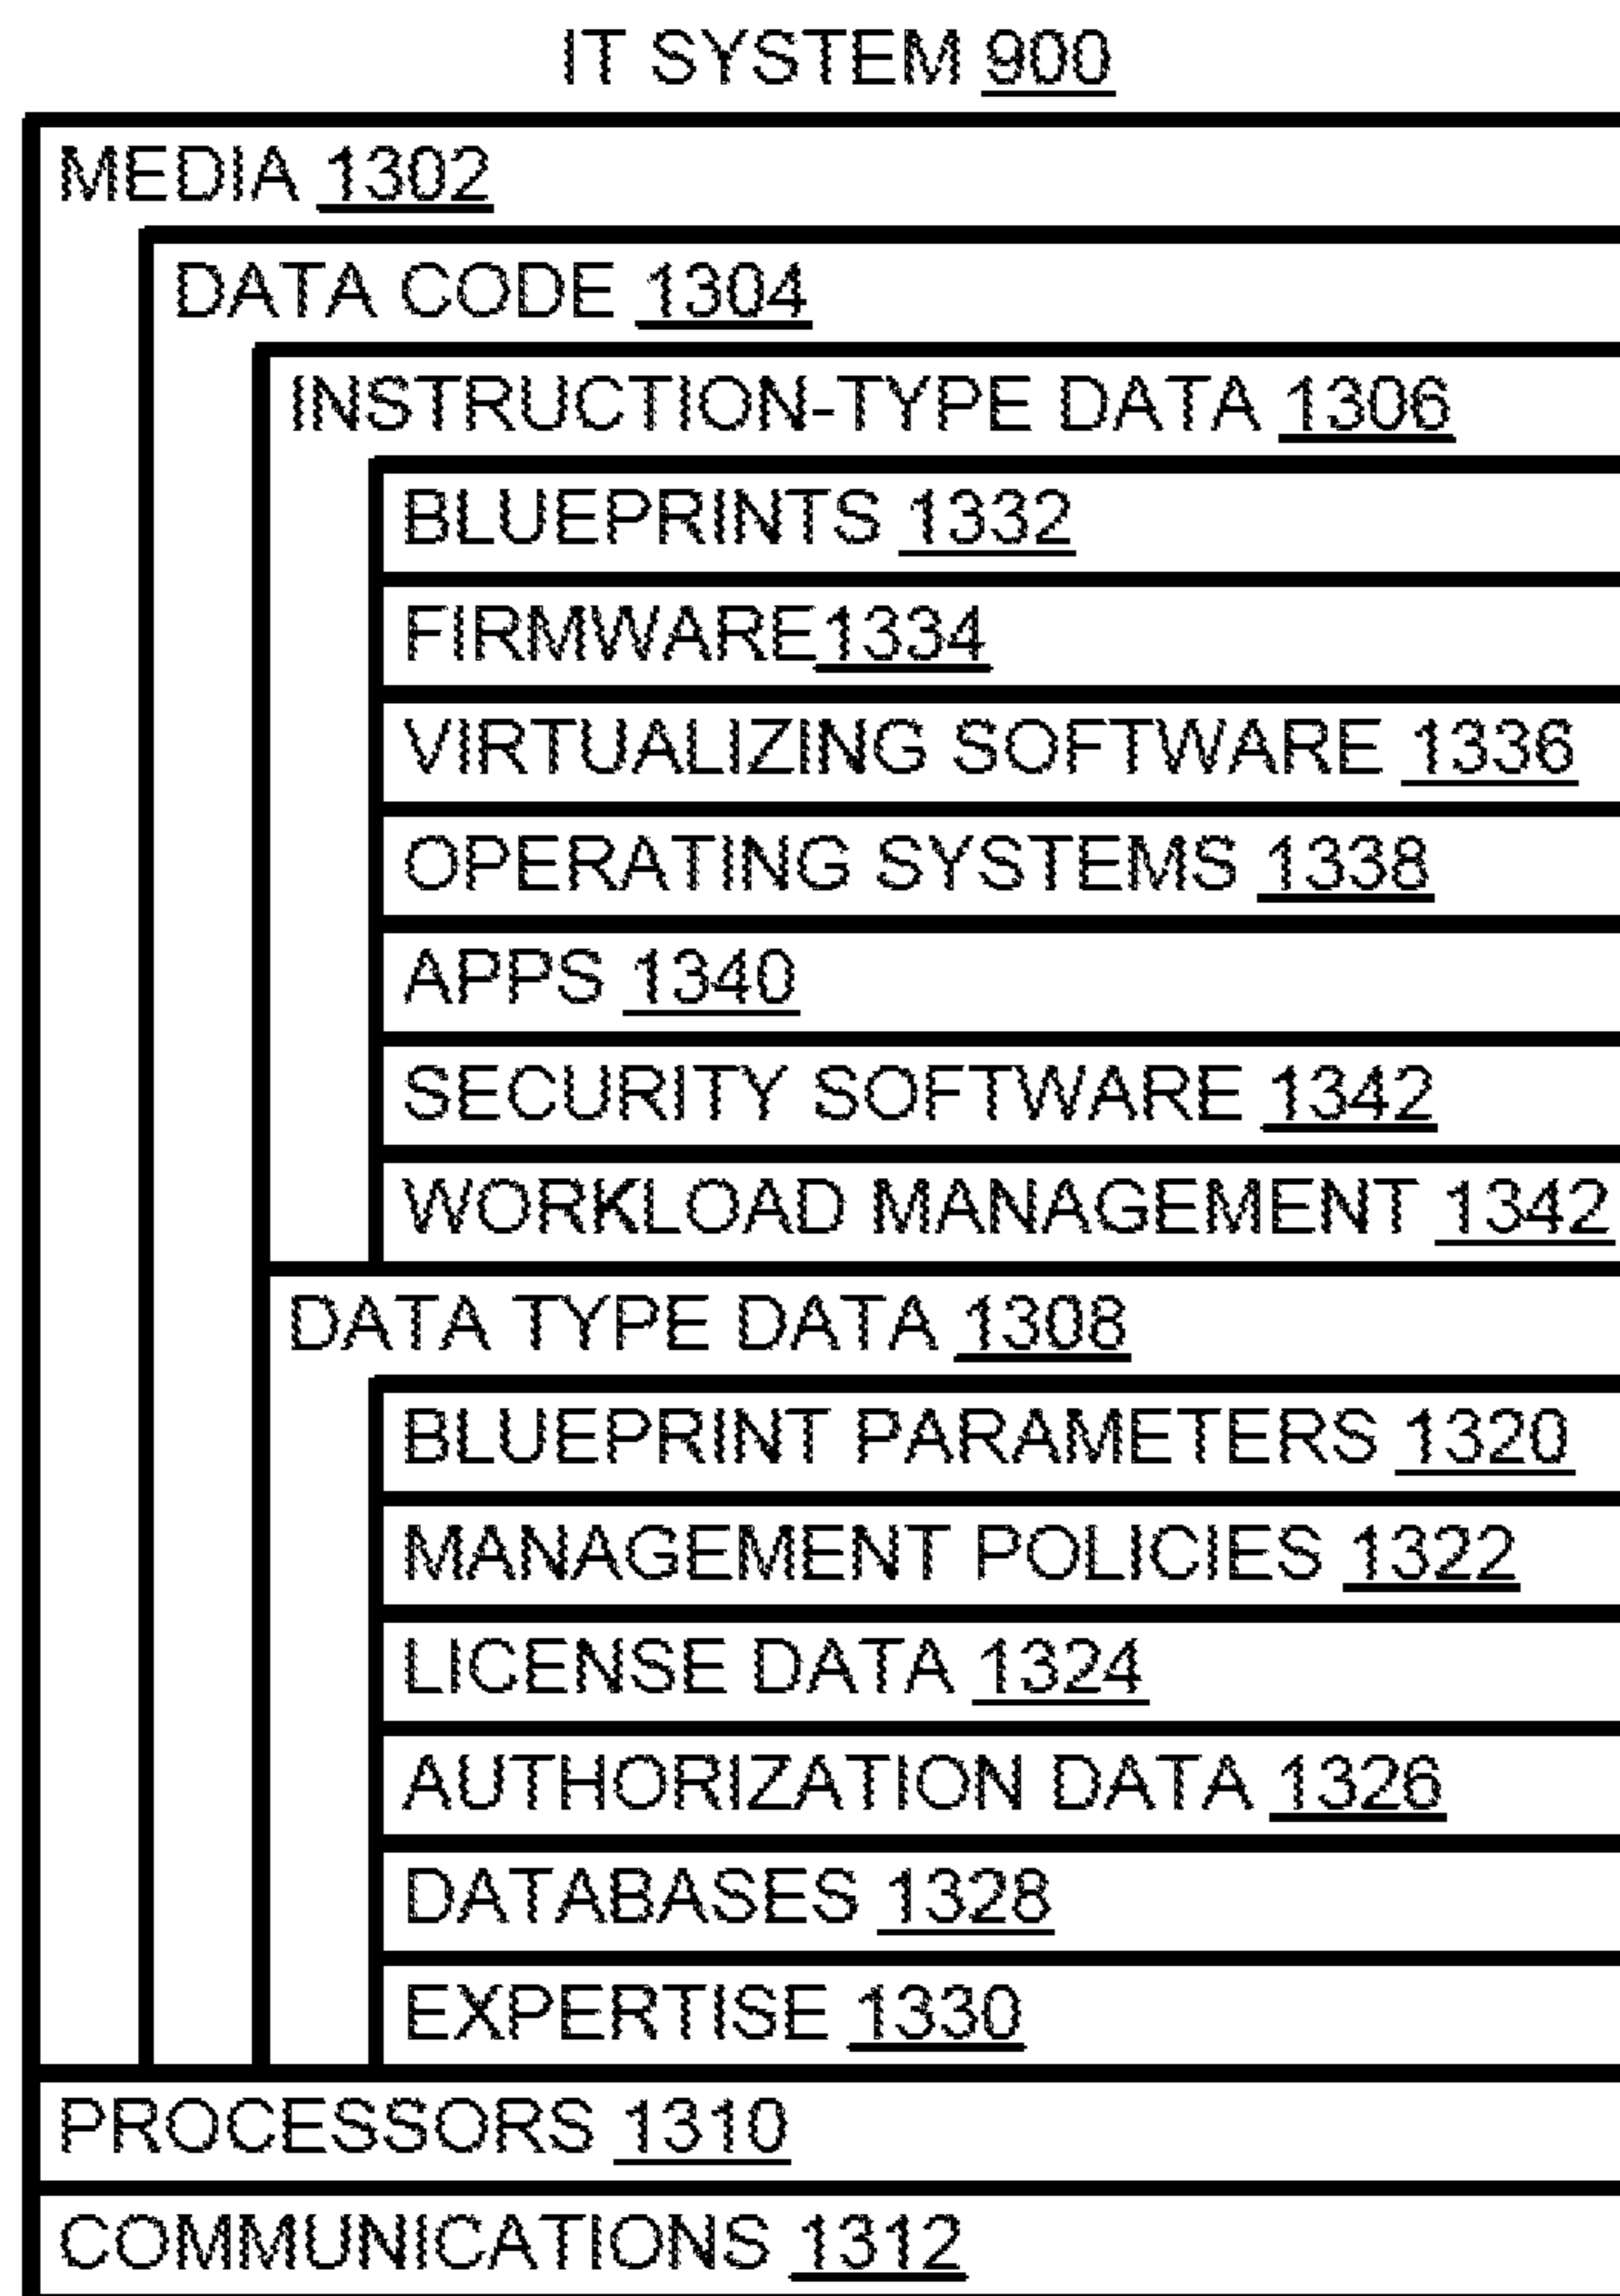 IT SYSTEM 900
MEDIA 1302
DATA CODE 1304
INSTRUCTION-TYPE DATA 1306
BLUEPRINTS 1332
FIRMWARE1334
VIRTUALIZING SOFTWARE 1336
OPERATING SYSTEMS 1338
APPS 1340
SECURITY SOFTWARE 1342
WORKLOAD MANAGEMENT 1342
DATA TYPE DATA 1308
BLUEPRINT PARAMETERS 1320
MANAGEMENT POLICIES 1322
LICENSE DATA 1324
AUTHORIZATION DATA 1326
DATABASES 1328
EXPERTISE 1330
PROCESSORS 1310
COMMUNICATIONS 1312